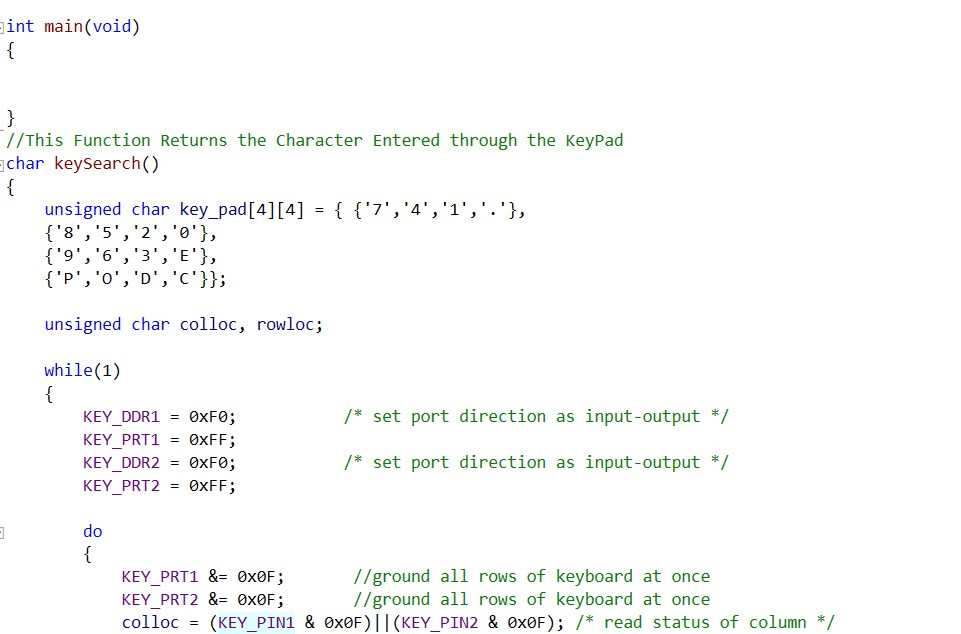 int main(void)
{
}
//This Function Returns the Character Entered through the KeyPad
char keySearch()
{
unsigned char key_pad[4][4] = { {'7','4','1','.'},
{'8','5','2','0'},
{'9','6','3','E'},
{'P','O','D','C'}};
unsigned char colloc, rowloc;
while(1)
{
KEY_DDR1 = 0xF0; /* set port direction as input-output */
KEY_PRT1 = 0xFF;
KEY_DDR2 = 0xF0; /* set port direction as input-output */
KEY_PRT2 = 0xFF;
do
{
KEY_PRT1 &= 0x0F; //ground all rows of keyboard at once
KEY_PRT2 &= 0x0F; //ground all rows of keyboard at once
colloc = (KEY_PIN1 & 0x0F)||(KEY_PIN2 & 0x0F); /* read status of column */